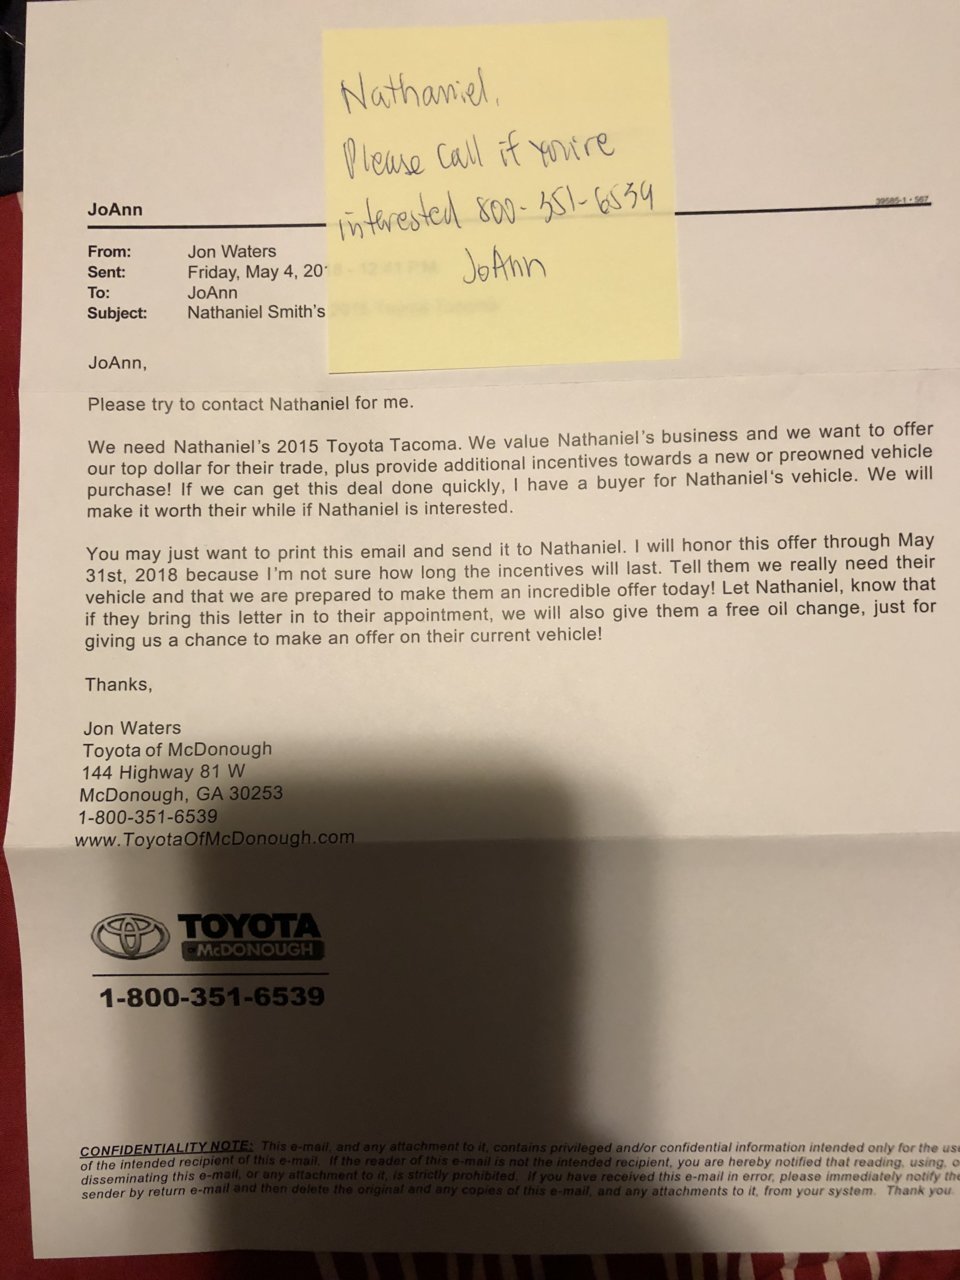 Nathaniel,
Please call if you're
interested 800-351-6539
JoAnn
JoAnn
39585-1 • 567
From: Jon Waters
Sent: Friday, May 4, 201
To: JoAnn
Subject: Nathaniel Smith's
JoAnn,
Please try to contact Nathaniel for me.
We need Nathaniel's 2015 Toyota Tacoma. We value Nathaniel's business and we want to offer
our top dollar for their trade, plus provide additional incentives towards a new or preowned vehicle
purchase! If we can get this deal done quickly, I have a buyer for Nathaniel's vehicle. We will
make it worth their while if Nathaniel is interested.
You may just want to print this email and send it to Nathaniel. I will honor this offer through May
31st, 2018 because I'm not sure how long the incentives will last. Tell them we really need their
vehicle and that we are prepared to make them an incredible offer today! Let Nathaniel, know that
if they bring this letter in to their appointment, we will also give them a free oil change, just for
giving us a chance to make an offer on their current vehicle!
Thanks,
Jon Waters
Toyota of McDonough
144 Highway 81 W
McDonough, GA 30253
1-800-351-6539
www.ToyotaOfMcDonough.com
TOYOTA
OF McDONOUGH
1-800-351-6539
CONFIDENTIALITY NOTE: This e-mail, and any attachment to it, contains privileged and/or confidential information intended only for the use
of the intended recipient of this e-mail. If the reader of this e-mail is not the intended recipient, you are hereby notified that reading, using, o
disseminating this e-mail, or any attachment to it, is strictly prohibited. If you have received this e-mail in error, please immediately notify the
sender by return e-mail and then delete the original and any copies of this e-mail, and any attachments to it, from your system. Thank you.